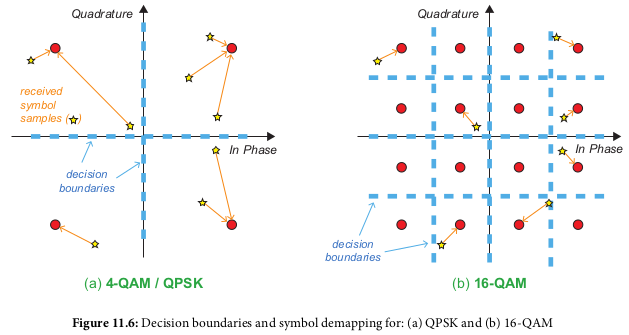 Quadrature
Quadrature
received
symbol
samples ( )
In Phase
In Phase
decision
boundaries
decision
boundaries
(a) 4-QAM / QPSK
(b) 16-QAM
Figure 11.6: Decision boundaries and symbol demapping for: (a) QPSK and (b) 16-QAM